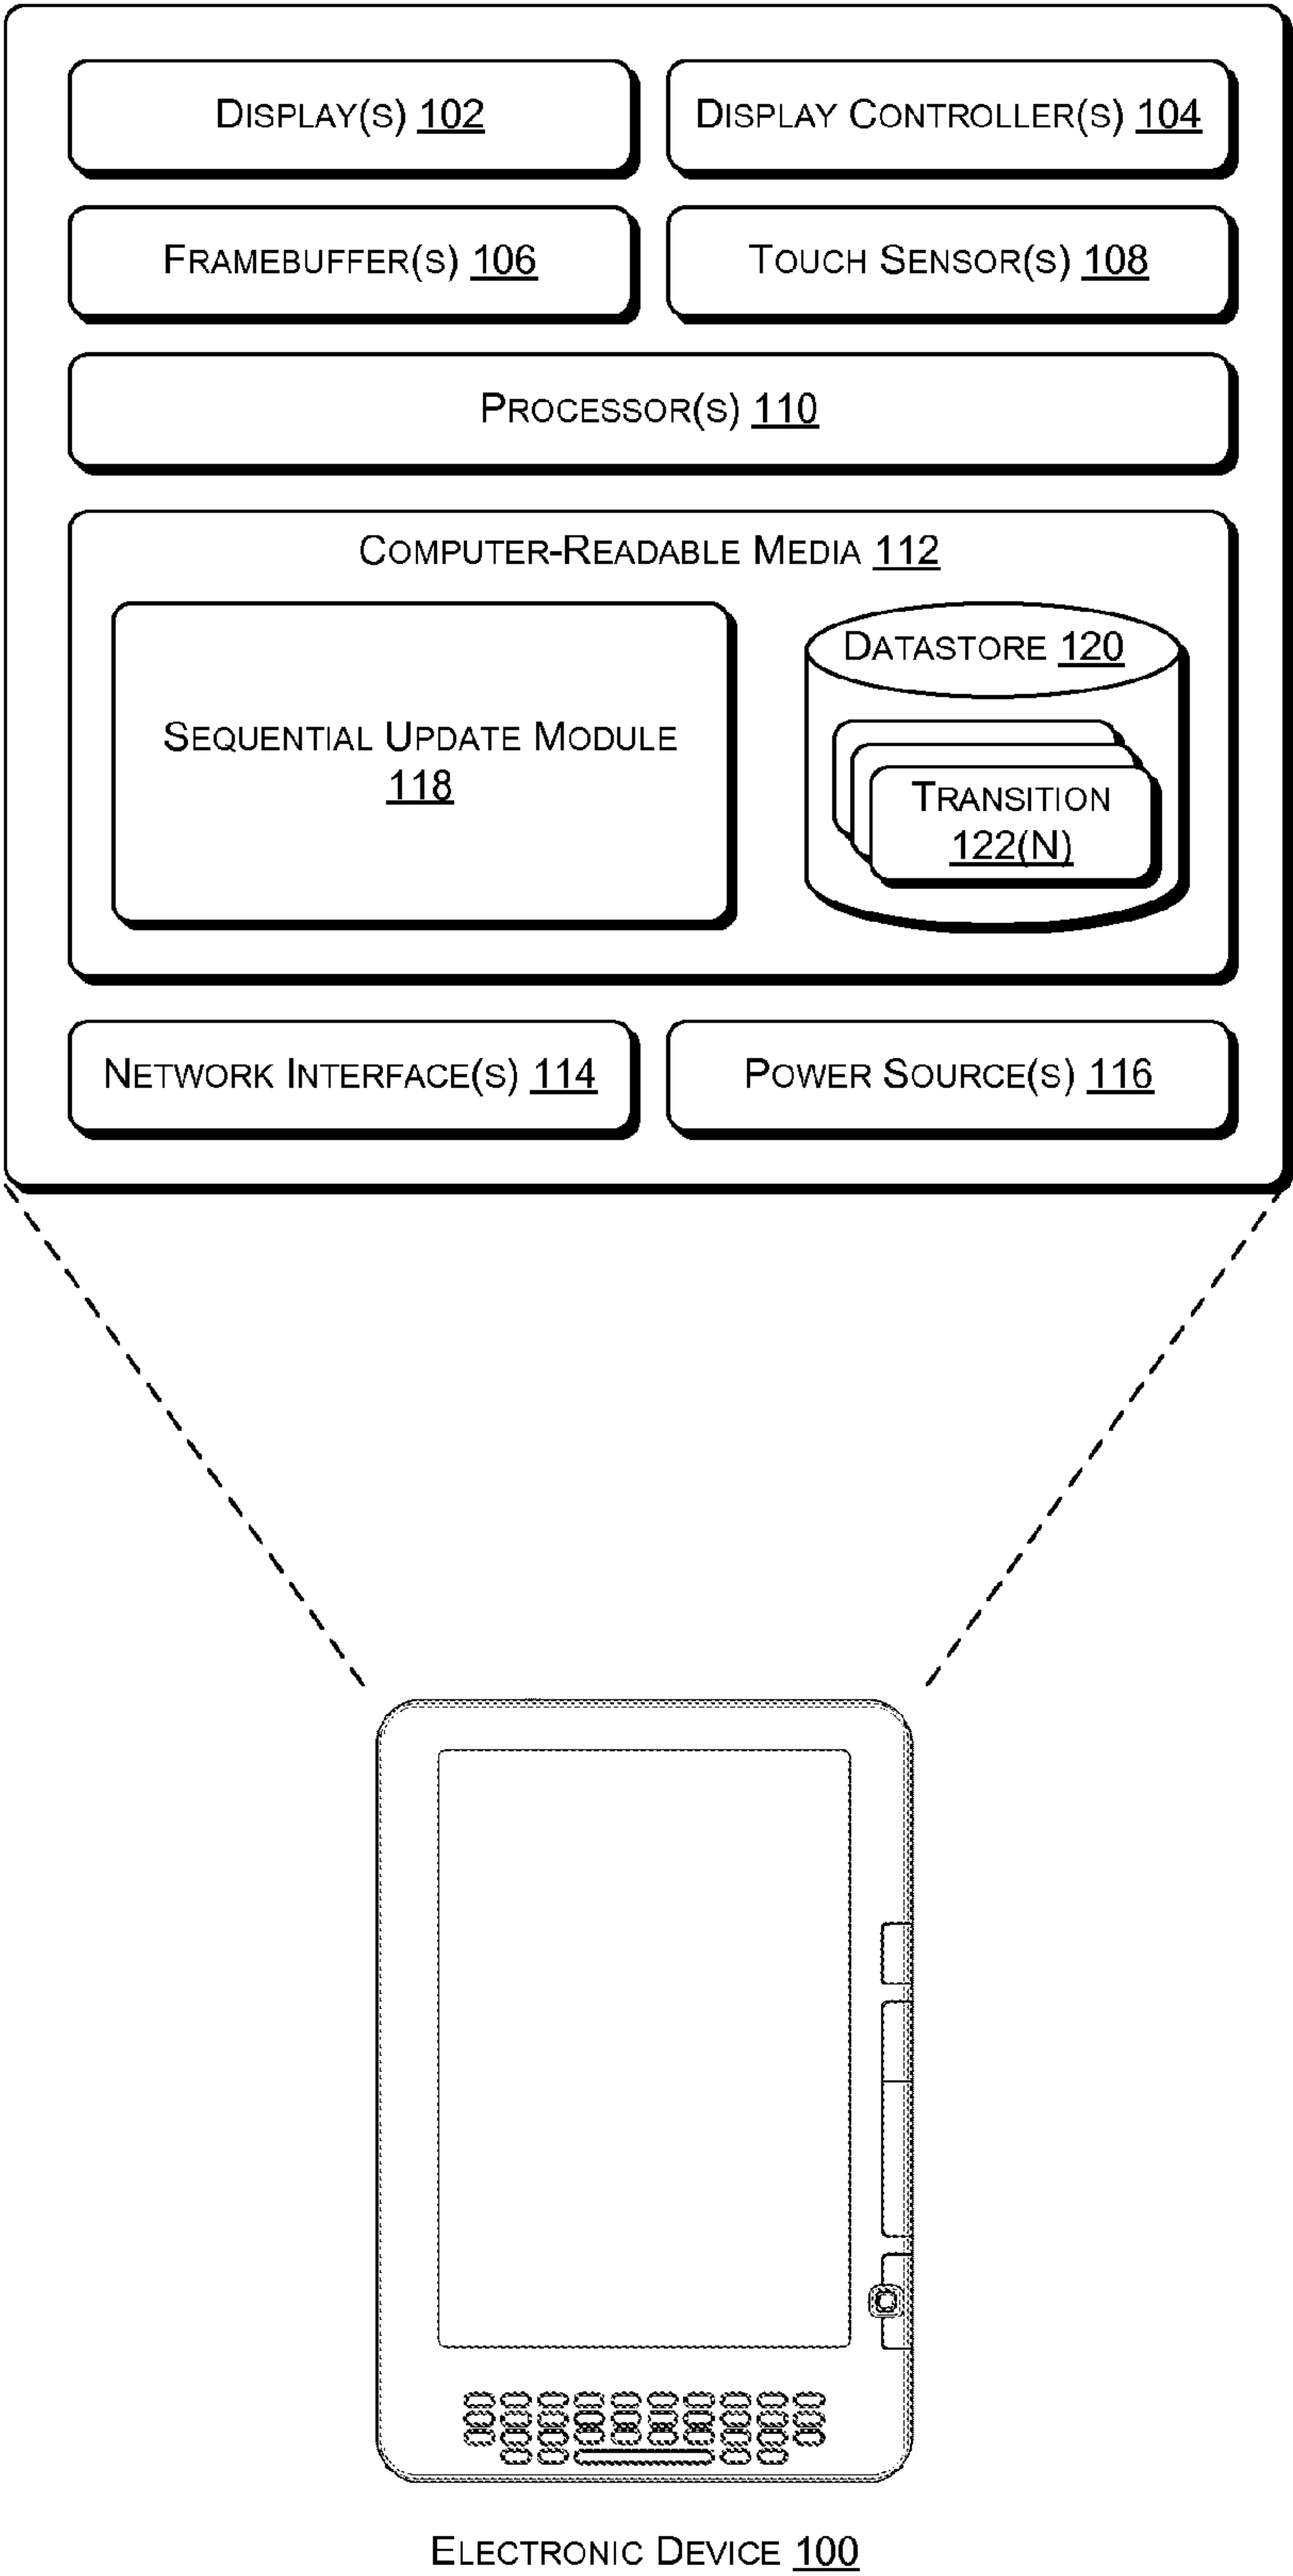 DISPLAY(S) 102
DISPLAY CONTROLLER(S) 104
FRAMEBUFFER(S) 106
TOUCH SENSOR(S) 108
PROCESSOR(S) 110
COMPUTER-READABLE MEDIA 112
SEQUENTIAL UPDATE MODULE
118
DATASTORE 120
TRANSITION
122(N)
NETWORK INTERFACE(S) 114
POWER SOURCE(S) 116
ELECTRONIC DEVICE 100